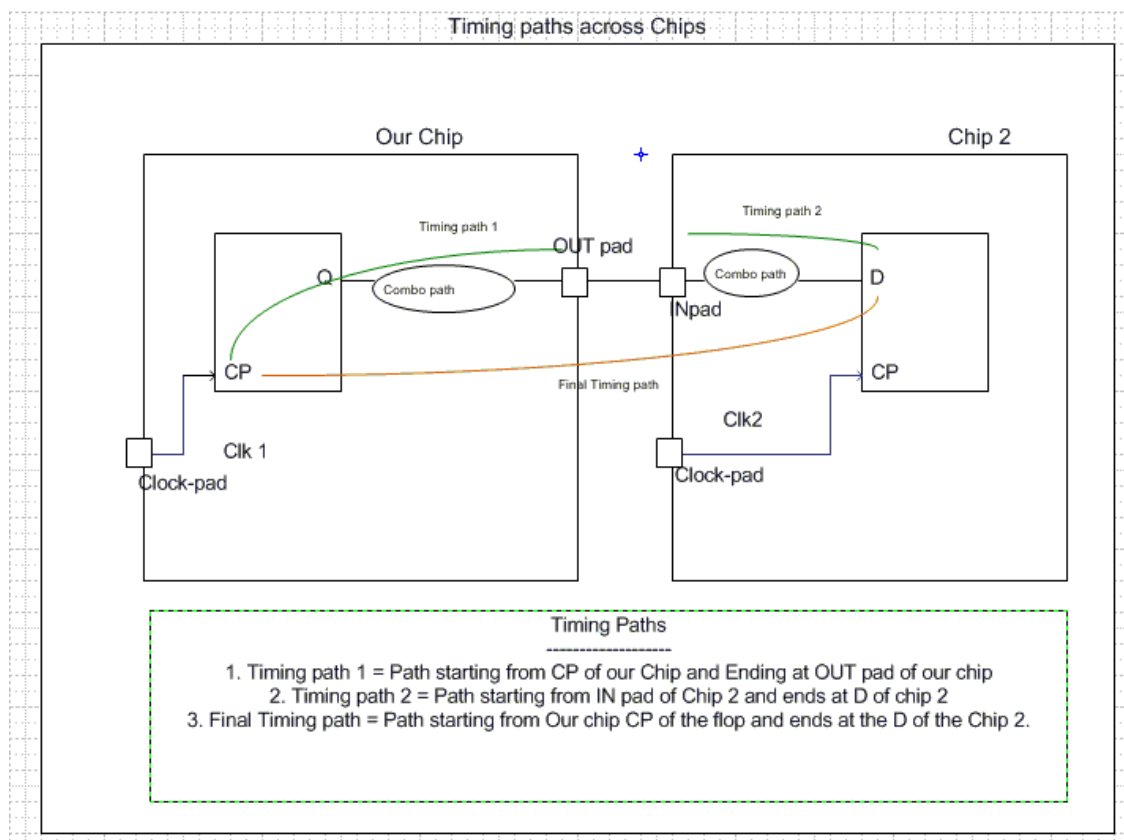 Timing paths across Chips
Our Chip
Chip 2
Timing path 1
Timing path 2
OUT pad
Q
Combo path
Combo path
D
INpad
CP
CP
Final Timing path
Clk 1
Clk2
Clock-pad
Clock-pad
Timing Paths
-------------------
1. Timing path 1 = Path starting from CP of our Chip and Ending at OUT pad of our chip
2. Timing path 2 = Path starting from IN pad of Chip 2 and ends at D of chip 2
3. Final Timing path = Path starting from Our chip CP of the flop and ends at the D of the Chip 2.